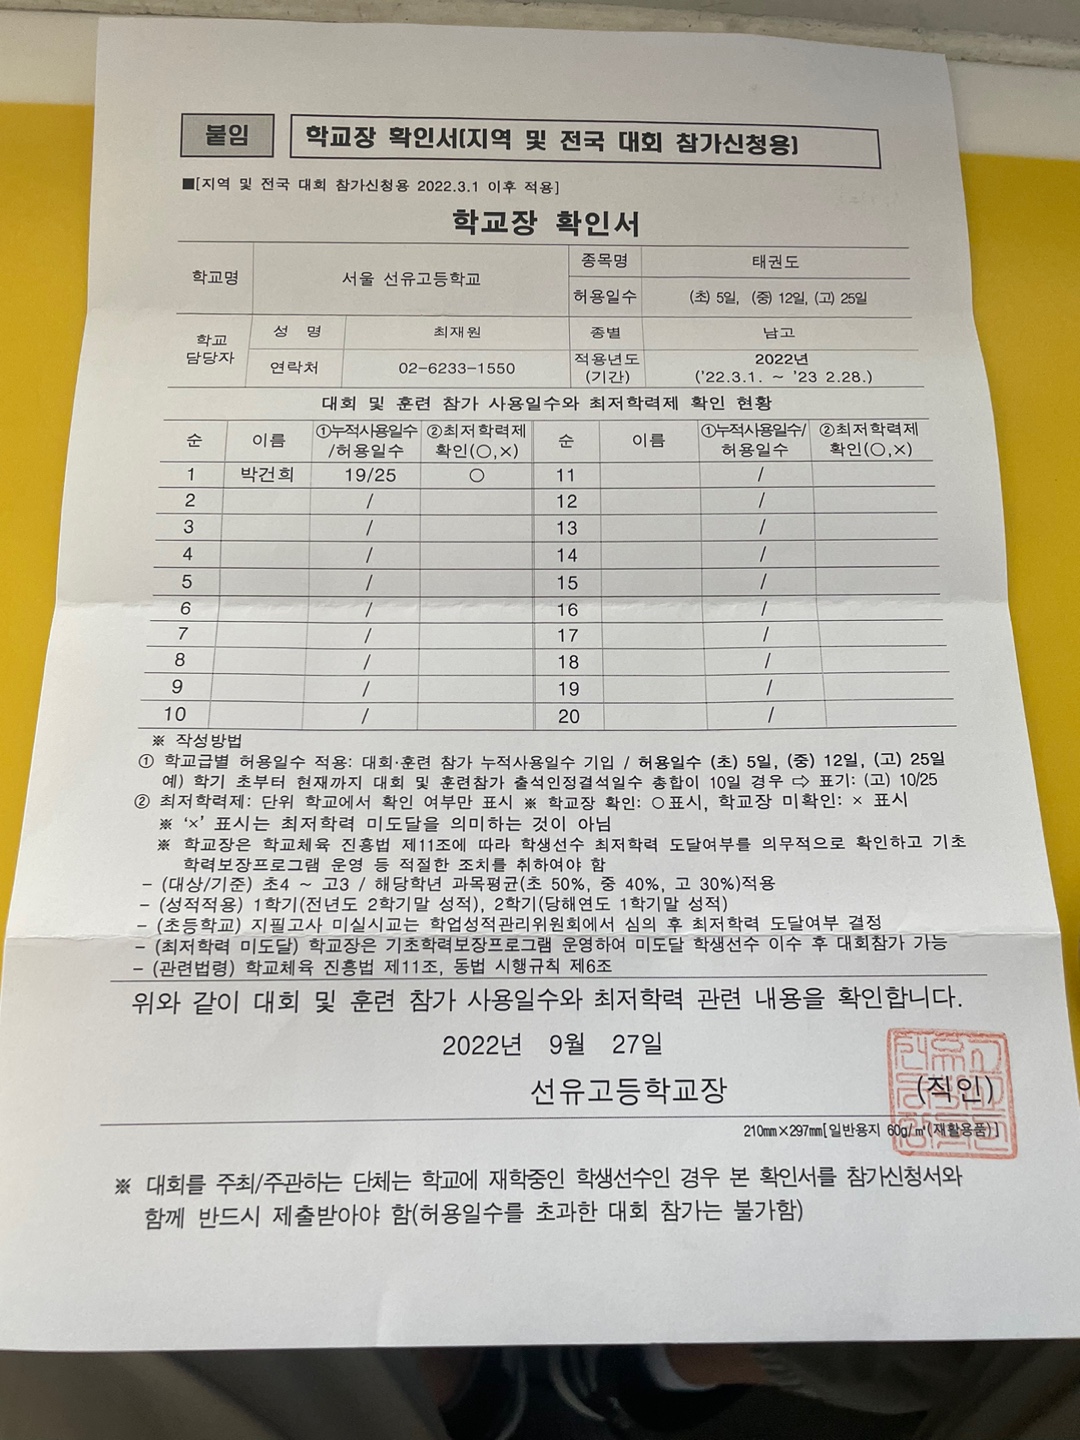 붙임
학교장 확인서(지역 및 전국 대회 참가신청용)
■[지역 및 전국 대회 참가신청용 2022.3.1 이후 적용]
학교장 확인서
학교명 서울 선유고등학교 종목명 태권도
허용일수 (초) 5일, (중) 12일, (고) 25일
학교 담당자 성 명 최재원 종별 남고
연락처 02-6233-1550 적용년도 (기간) 2022년 ('22.3.1. ~ '23 2.28.)
대회 및 훈련 참가 사용일수와 최저학력제 확인 현황
순 이름 ①누적사용일수 /허용일수 ②최저학력제 확인(○,×) 순 이름 ①누적사용일수/ 허용일수 ②최저학력제 확인(○,×)
1 박건희 19/25 ○ 11 /
2 / 12 /
3 / 13 /
4 / 14 /
5 / 15 /
6 / 16 /
7 / 17 /
8 / 18 /
9 / 19 /
10 / 20 /
※ 작성방법
① 학교급별 허용일수 적용: 대회·훈련 참가 누적사용일수 기입 / 허용일수 (초) 5일, (중) 12일, (고) 25일
예) 학기 초부터 현재까지 대회 및 훈련참가 출석인정결석일수 총합이 10일 경우 ⇨ 표기: (고) 10/25
② 최저학력제: 단위 학교에서 확인 여부만 표시 ※ 학교장 확인: ○표시, 학교장 미확인: × 표시
※ '×' 표시는 최저학력 미도달을 의미하는 것이 아님
※ 학교장은 학교체육 진흥법 제11조에 따라 학생선수 최저학력 도달여부를 의무적으로 확인하고 기초
학력보장프로그램 운영 등 적절한 조치를 취하여야 함
- (대상/기준) 초4 ~ 고3 / 해당학년 과목평균(초 50%, 중 40%, 고 30%)적용
- (성적적용) 1학기(전년도 2학기말 성적), 2학기(당해연도 1학기말 성적)
- (초등학교) 지필고사 미실시교는 학업성적관리위원회에서 심의 후 최저학력 도달여부 결정
- (최저학력 미도달) 학교장은 기초학력보장프로그램 운영하여 미도달 학생선수 이수 후 대회참가 가능
- (관련법령) 학교체육 진흥법 제11조, 동법 시행규칙 제6조
위와 같이 대회 및 훈련 참가 사용일수와 최저학력 관련 내용을 확인합니다.
2022년 9월 27일
선유고등학교장 (직인)
210㎜×297㎜[일반용지 60g/㎡(재활용품)]
※ 대회를 주최/주관하는 단체는 학교에 재학중인 학생선수인 경우 본 확인서를 참가신청서와
함께 반드시 제출받아야 함(허용일수를 초과한 대회 참가는 불가함)